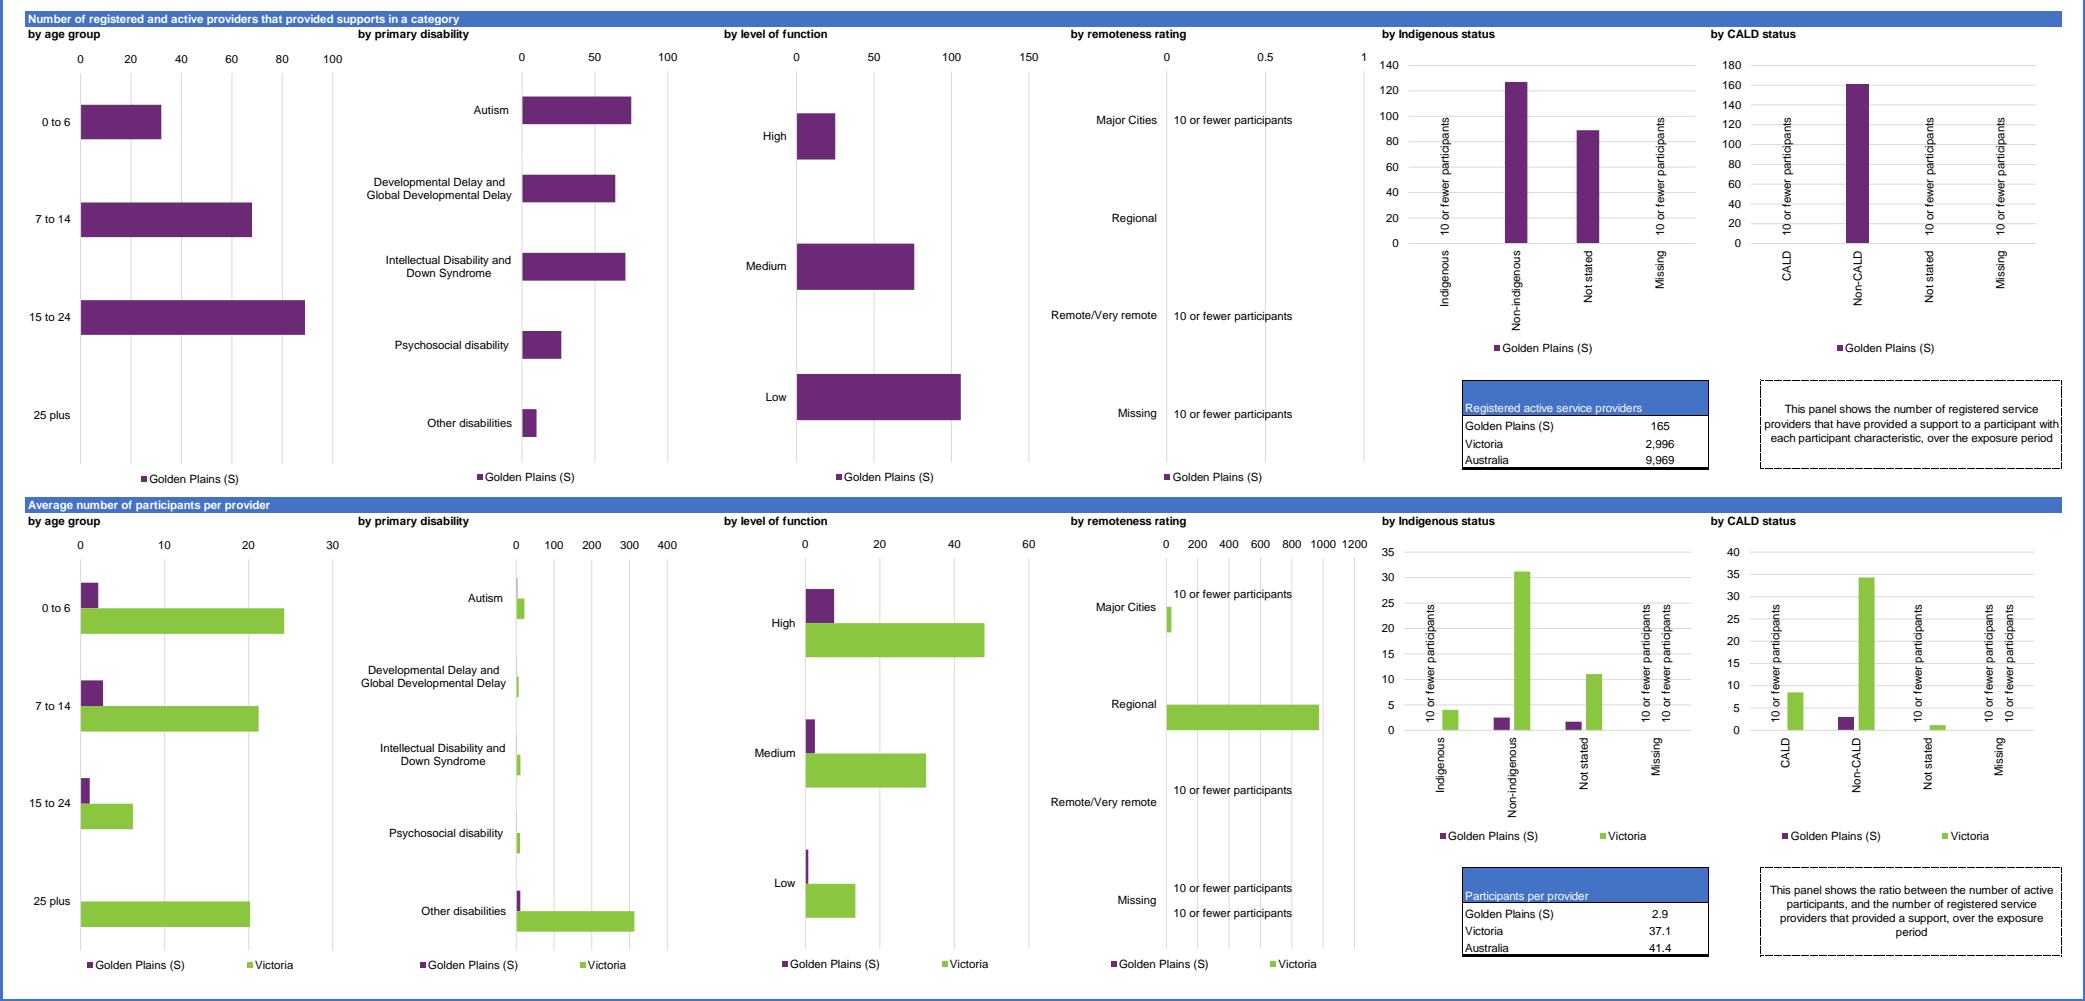 Number of registered and active providers that provided supports in a category
by age group
0 20 40 60 80 100
0 to 6
7 to 14
15 to 24
25 plus
Golden Plains (S)
by primary disability
0 50 100
Autism
Developmental Delay and
Global Developmental Delay
Intellectual Disability and
Down Syndrome
Psychosocial disability
Other disabilities
Golden Plains (S)
by level of function
0 50 100 150
High
Medium
Low
Golden Plains (S)
by remoteness rating
0 0.5 1
Major Cities 10 or fewer participants
Regional
Remote/Very remote 10 or fewer participants
Missing 10 or fewer participants
Golden Plains (S)
by Indigenous status
140
120
100
80
60
40
20
0
10 or fewer participants
10 or fewer participants
Indigenous
Non-indigenous
Not stated
Missing
Golden Plains (S)
by CALD status
180
160
140
120
100
80
60
40
20
0
10 or fewer participants
10 or fewer participants
10 or fewer participants
CALD
Non-CALD
Not stated
Missing
Golden Plains (S)
Registered active service providers
Golden Plains (S) 165
Victoria 2,996
Australia 9,969
This panel shows the number of registered service
providers that have provided a support to a participant with
each participant characteristic, over the exposure period
Average number of participants per provider
by age group
0 10 20 30
0 to 6
7 to 14
15 to 24
25 plus
Golden Plains (S) Victoria
by primary disability
0 100 200 300 400
Autism
Developmental Delay and
Global Developmental Delay
Intellectual Disability and
Down Syndrome
Psychosocial disability
Other disabilities
Golden Plains (S) Victoria
by level of function
0 20 40 60
High
Medium
Low
Golden Plains (S) Victoria
by remoteness rating
0 200 400 600 800 1000 1200
10 or fewer participants
Major Cities
Regional
10 or fewer participants
Remote/Very remote
10 or fewer participants
Missing
10 or fewer participants
Golden Plains (S) Victoria
by Indigenous status
35
30
25
20
15
10
5
0
10 or fewer participants
10 or fewer participants
10 or fewer participants
Indigenous
Non-indigenous
Not stated
Missing
Golden Plains (S) Victoria
by CALD status
40
35
30
25
20
15
10
5
0
10 or fewer participants
10 or fewer participants
10 or fewer participants
10 or fewer participants
CALD
Non-CALD
Not stated
Missing
Golden Plains (S) Victoria
Participants per provider
Golden Plains (S) 2.9
Victoria 37.1
Australia 41.4
This panel shows the ratio between the number of active
participants, and the number of registered service
providers that provided a support, over the exposure
period